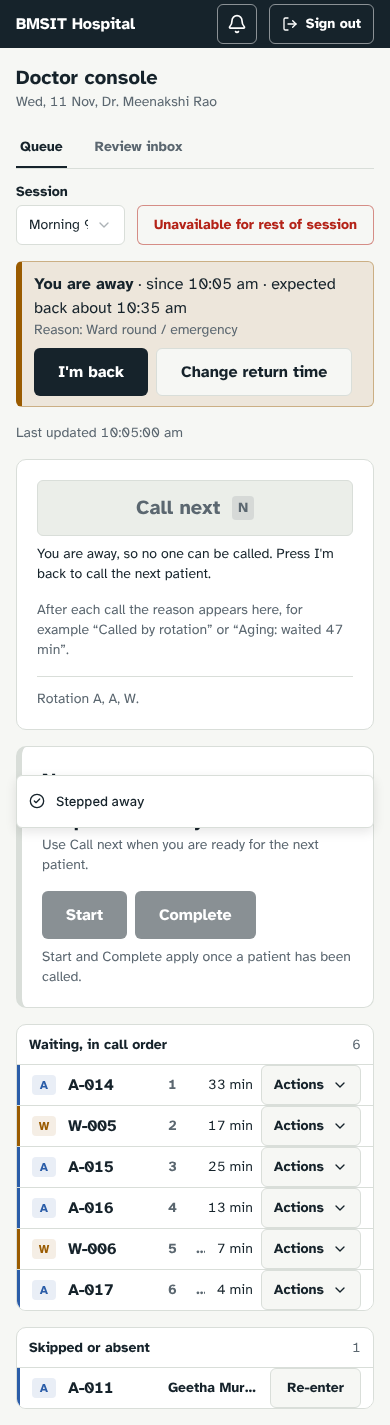 BMSIT Hospital
Sign out
Doctor console
Wed, 11 Nov, Dr. Meenakshi Rao
Queue Review inbox
Session
Morning
Unavailable for rest of session
You are away · since 10:05 am · expected
back about 10:35 am
Reason: Ward round / emergency
I'm back Change return time
Last updated 10:05:00 am
Call next N
You are away, so no one can be called. Press I'm
back to call the next patient.
After each call the reason appears here, for
example “Called by rotation” or “Aging: waited 47
min”.
Rotation A, A, W.
Stepped away
Use Call next when you are ready for the next
patient.
Start Complete
Start and Complete apply once a patient has been
called.
Waiting, in call order 6
A A-014 1 33 min Actions
W W-005 2 17 min Actions
A A-015 3 25 min Actions
A A-016 4 13 min Actions
W W-006 5 … 7 min Actions
A A-017 6 … 4 min Actions
Skipped or absent 1
A A-011 Geetha Mur… Re-enter